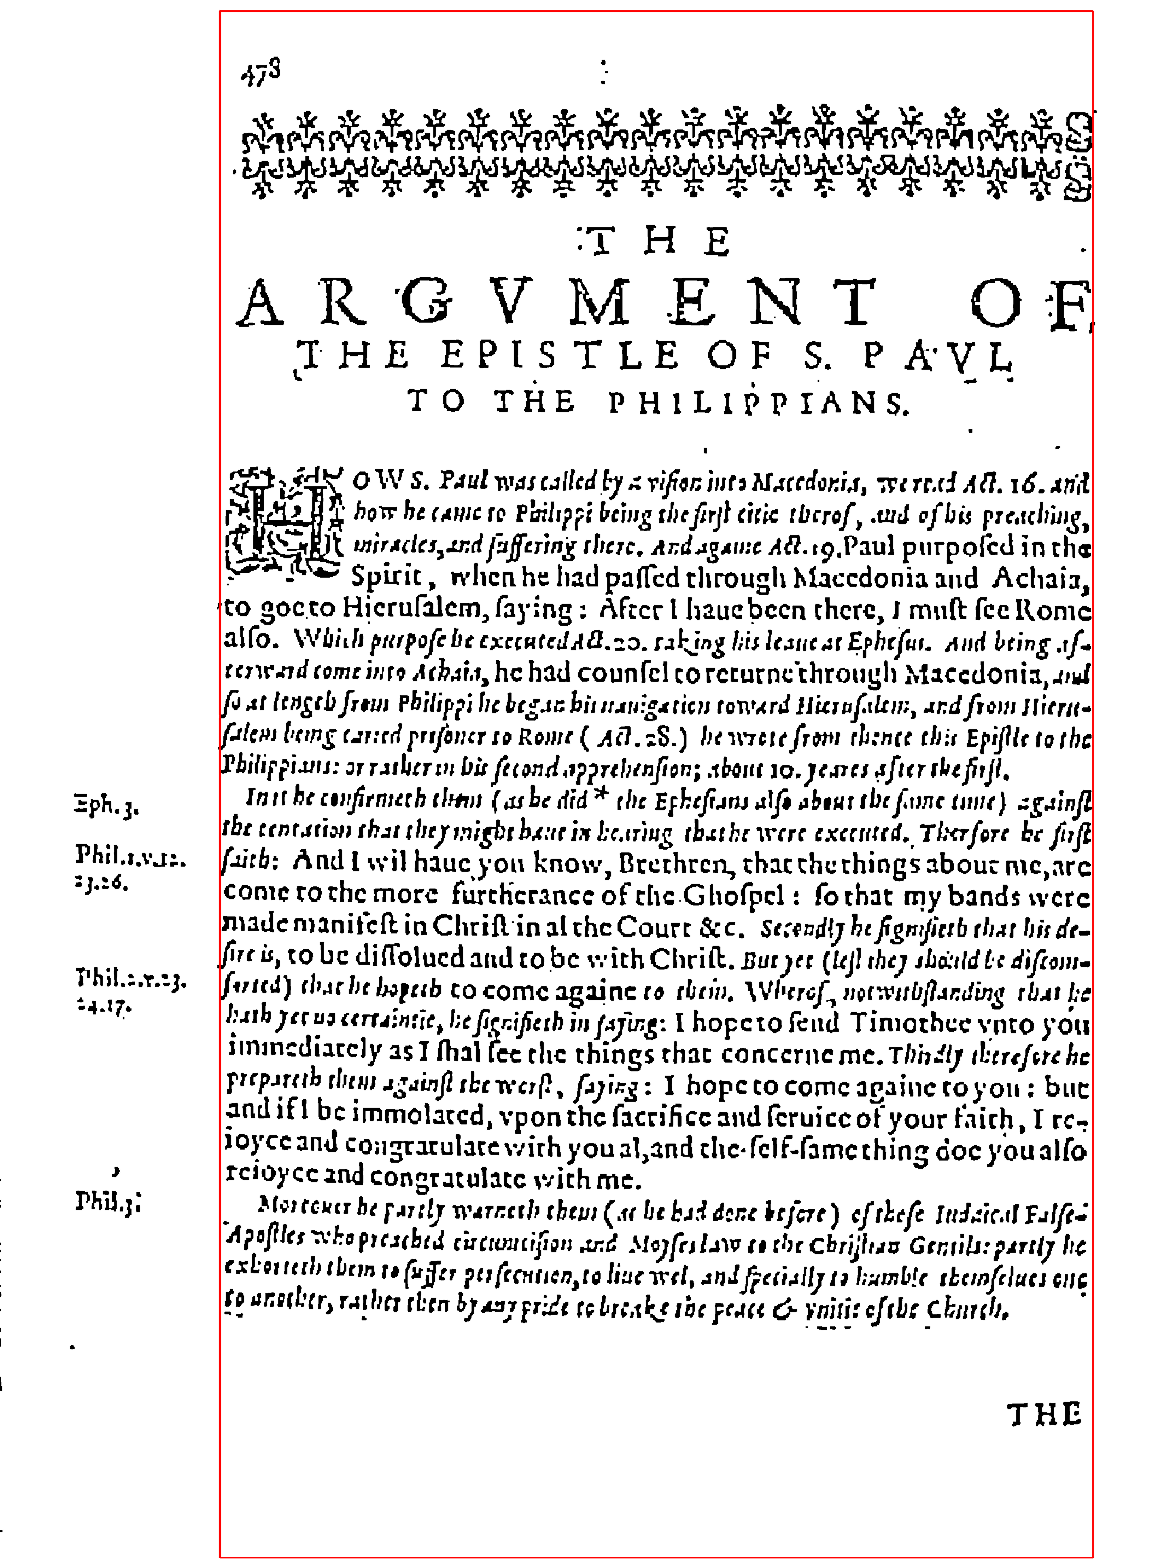 478
THE
ARGVMENT OF
THE EPISTLE OF S. PAVL
TO THE PHILIPPIANS.
HOW S. Paul was called by a viſion into Macedonia, we read Act. 16. and
how he came to Philippi being the firſt citie therof, and of his preaching,
miracles, and ſuffering there. And againe Act. 19. Paul purpoſed in the
Spirit, when he had paſſed through Macedonia and Achaia,
to goe to Hieruſalem, ſaying: After I haue been there, I muſt ſee Rome
alſo. Which purpoſe he executed Act. 20. taking his leaue at Epheſus. And being af-
terward come into Achaia, he had counſel to returne through Macedonia, and
ſo at length from Philippi he began his nauigation toward Hieruſalem, and from Hieru-
ſalem being caried priſoner to Rome ( Act. 28.) he wrote from thence this Epiſtle to the
Philippians: or rather in his ſecond apprehenſion; about 10. yeares after the firſt.
In it he confirmeth them (as he did * the Epheſians alſo about the ſame time) againſt
the tentation that they might haue in hearing that he were executed. Therfore he firſt
ſaith: And I wil haue you know, Brethren, that the things about me, are
come to the more furtherance of the Ghoſpel: ſo that my bands were
made manifeſt in Chriſt in al the Court &c. Secondly he ſignifieth that his de-
ſire is, to be diſſolued and to be with Chriſt. But yet (leſt they should be diſcom-
forted) that he hopeth to come againe to them. Wherof, notwithſtanding that he
hath yet no certaintie, he ſignifieth in ſaying: I hope to ſend Timothee vnto you
immediately as I ſhal ſee the things that concerne me. Thirdly therefore he
prepareth them againſt the worſt, ſaying: I hope to come againe to you: but
and if I be immolated, vpon the ſacrifice and ſeruice of your faith, I re-
ioyce and congratulate with you al, and the ſelf-ſame thing doe you alſo
reioyce and congratulate with me.
Moreouer he partly warneth them (as he had done before) of theſe Iudaical Falſe-
Apoſtles who preached circumciſion and Moyſes law to the Chriſtian Gentils: partly he
exhorteth them to ſuffer perſecution, to liue wel, and ſpecially to humble themſelues one
to another, rather then by any pride to breake the peace & vnitie of the Church.
THE
Eph. 3.
Phil. 1. v. 12.
23. 26.
Phil. 2. v. 23.
24. 17.
Phil. 3.